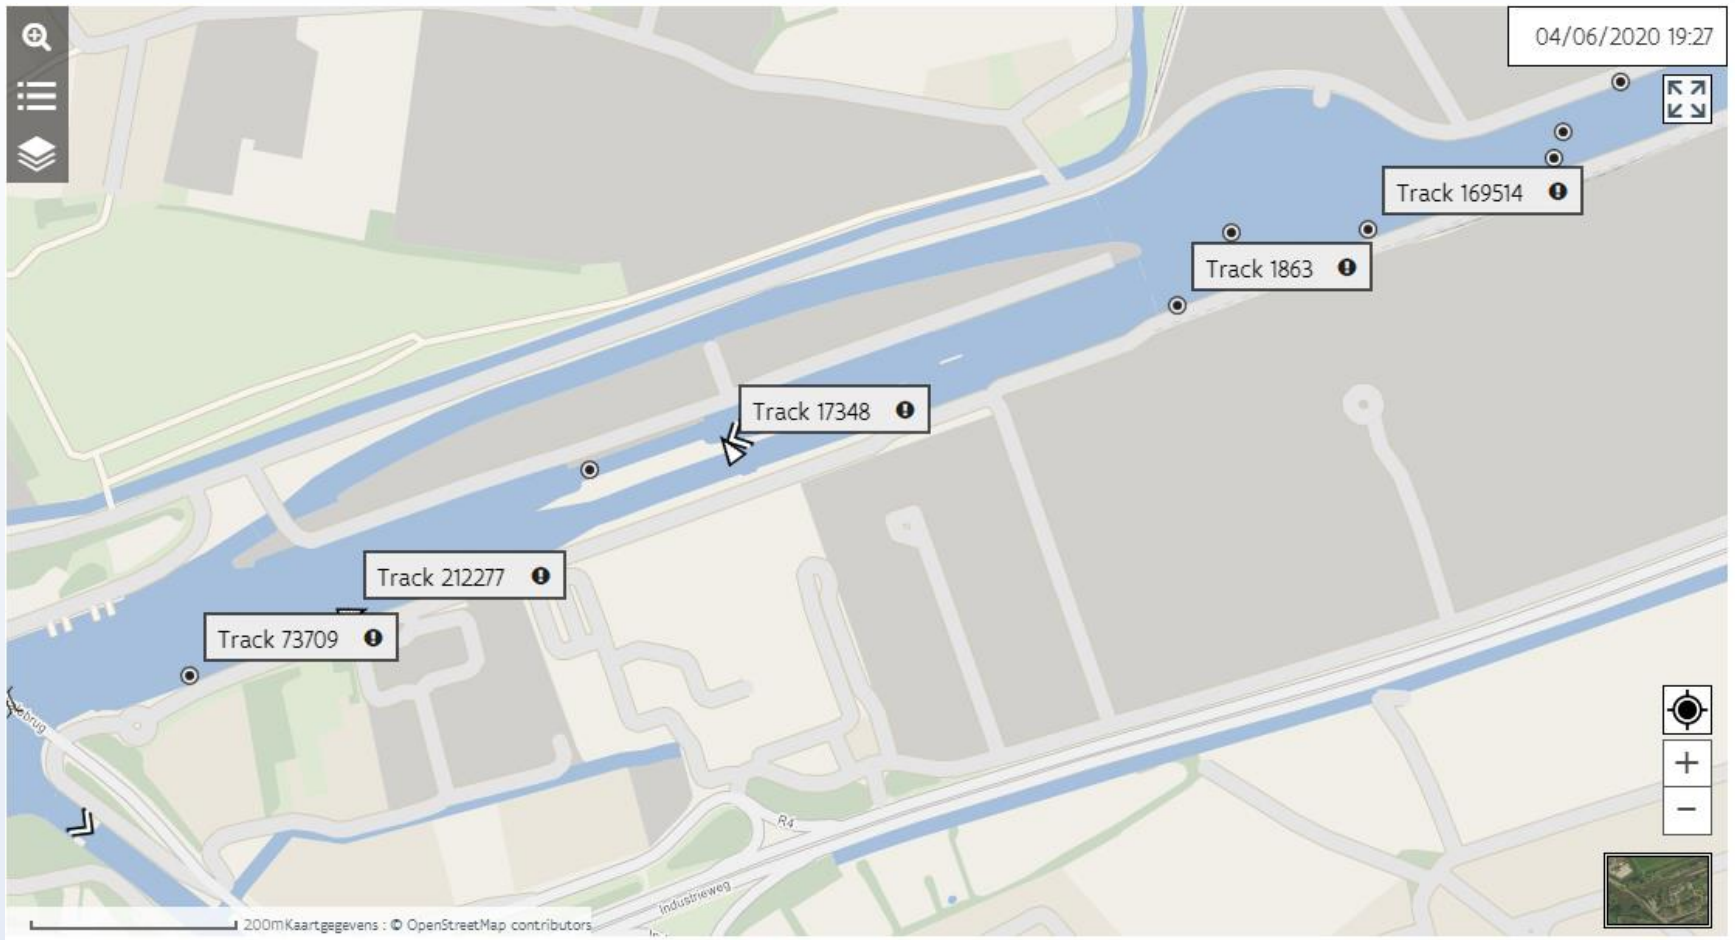 04/06/2020 19:27
Track 169514
Track 1863
Track 17348
Track 212277
Track 73709
R4
Industrieweg
+
−
200m Kaartgegevens : © OpenStreetMap contributors